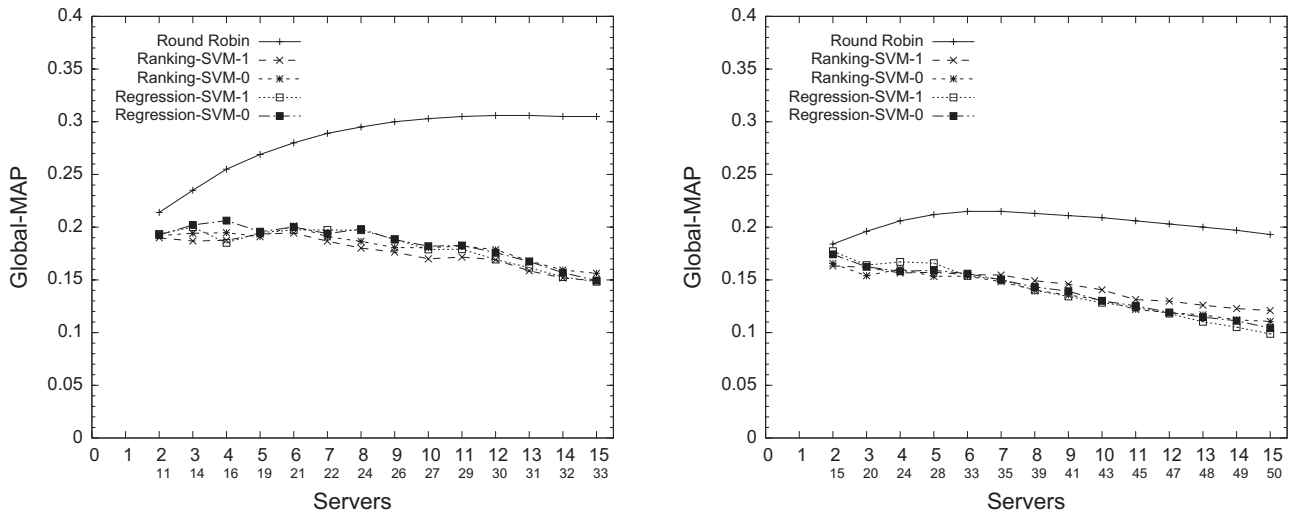 0.4
0.35
0.3
0.25
0.2
0.15
0.1
0.05
0
Global-MAP
Round Robin
Ranking-SVM-1
Ranking-SVM-0
Regression-SVM-1
Regression-SVM-0
0 1 2 3 4 5 6 7 8 9 10 11 12 13 14 15
11 14 16 19 21 22 24 26 27 29 30 31 32 33
Servers
0.4
0.35
0.3
0.25
0.2
0.15
0.1
0.05
0
Global-MAP
Round Robin
Ranking-SVM-1
Ranking-SVM-0
Regression-SVM-1
Regression-SVM-0
0 1 2 3 4 5 6 7 8 9 10 11 12 13 14 15
15 20 24 28 33 35 39 41 43 45 47 48 49 50
Servers